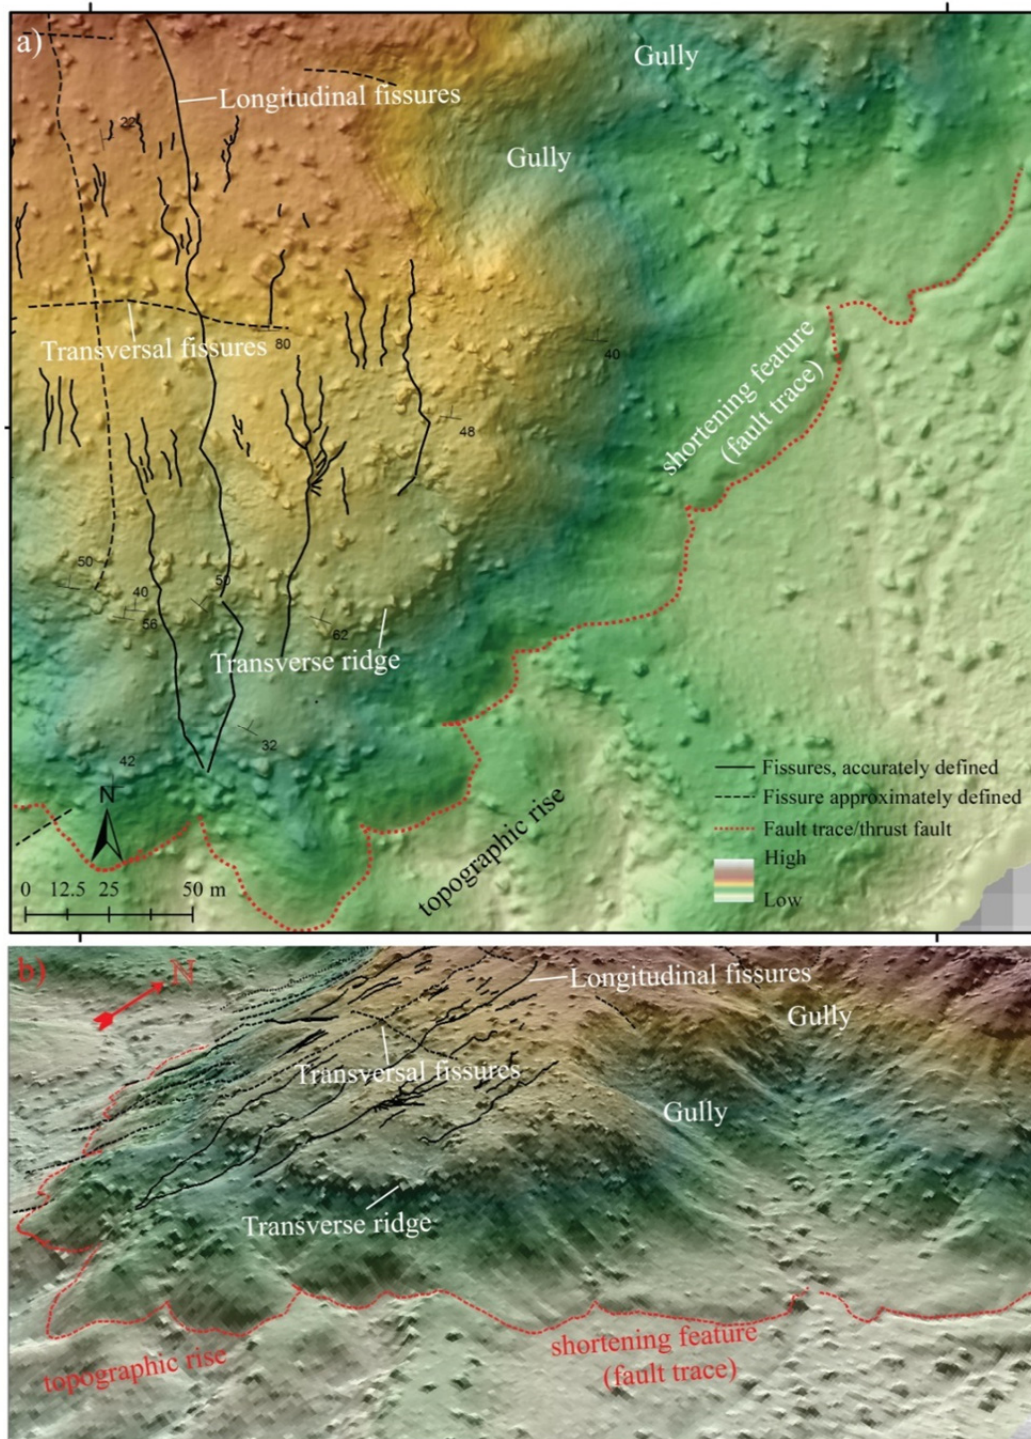 a)
Gully
Longitudinal fissures
22
Gully
Transversal fissures
80
40
shortening feature
(fault trace)
48
50
50
40
56
62
Transverse ridge
32
42
N
topographic rise
Fissures, accurately defined
Fissure approximately defined
Fault trace/thrust fault
High
Low
0 12.5 25 50 m
b)
N
Longitudinal fissures
Gully
Transversal fissures
Gully
Transverse ridge
shortening feature
(fault trace)
topographic rise